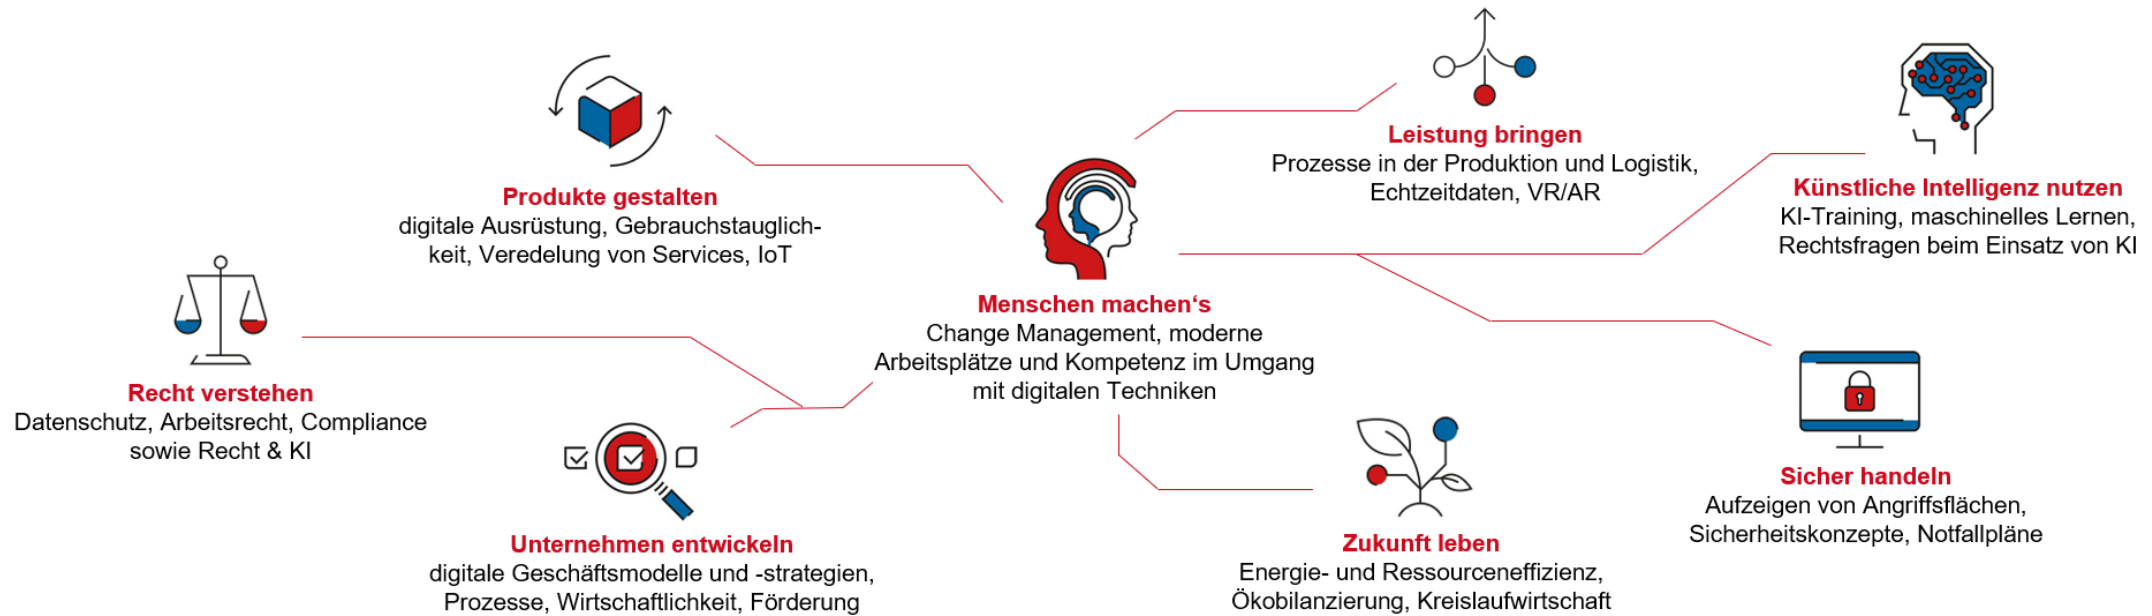 Leistung bringen
Prozesse in der Produktion und Logistik,
Echtzeitdaten, VR/AR
Künstliche Intelligenz nutzen
KI-Training, maschinelles Lernen,
Rechtsfragen beim Einsatz von KI
Produkte gestalten
digitale Ausrüstung, Gebrauchstauglich-
keit, Veredelung von Services, IoT
Menschen machen‘s
Change Management, moderne
Arbeitsplätze und Kompetenz im Umgang
mit digitalen Techniken
Recht verstehen
Datenschutz, Arbeitsrecht, Compliance
sowie Recht & KI
Sicher handeln
Aufzeigen von Angriffsflächen,
Sicherheitskonzepte, Notfallpläne
Unternehmen entwickeln
digitale Geschäftsmodelle und -strategien,
Prozesse, Wirtschaftlichkeit, Förderung
Zukunft leben
Energie- und Ressourceneffizienz,
Ökobilanzierung, Kreislaufwirtschaft